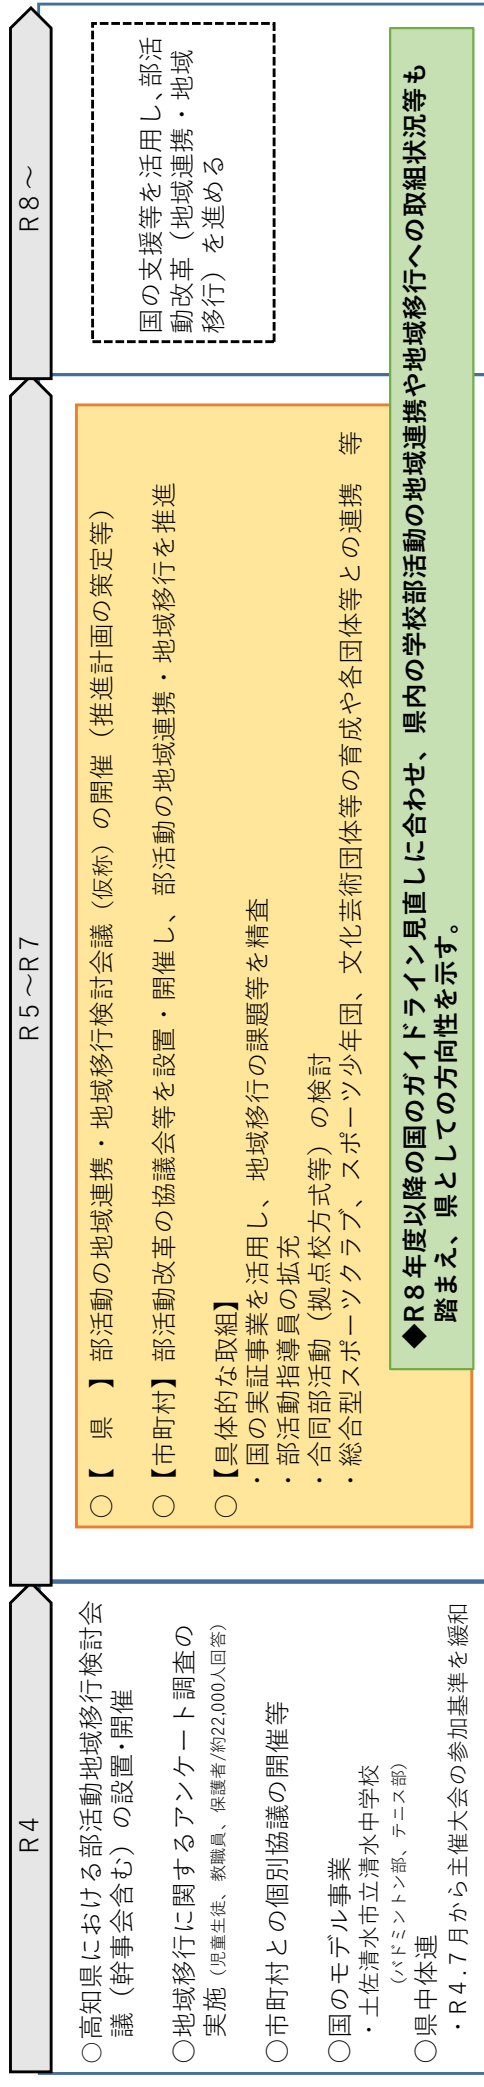 R4
○高知県における部活動地域移行検討会
議（幹事会含む）の設置・開催
○地域移行に関するアンケート調査の
実施（児童生徒、教職員、保護者/約22,000人回答）
○市町村との個別協議の開催等
○国のモデル事業
・土佐清水市立清水中学校
（バドミントン部、テニス部）
○県中体連
・R4.7月から主催大会の参加基準を緩和
R5～R7
○【　県　】部活動の地域連携・地域移行検討会議（仮称）の開催（推進計画の策定等）
○【市町村】部活動改革の協議会等を設置・開催し、部活動の地域連携・地域移行を推進
○【具体的な取組】
・国の実証事業を活用し、地域移行の課題等を精査
・部活動指導員の拡充
・合同部活動（拠点校方式等）の検討
・総合型スポーツクラブ、スポーツ少年団、文化芸術団体等の育成や各団体等との連携　等
R8～
国の支援等を活用し、部活
動改革（地域連携・地域
移行）を進める
◆R８年度以降の国のガイドライン見直しに合わせ、県内の学校部活動の地域連携や地域移行への取組状況等も
踏まえ、県としての方向性を示す。